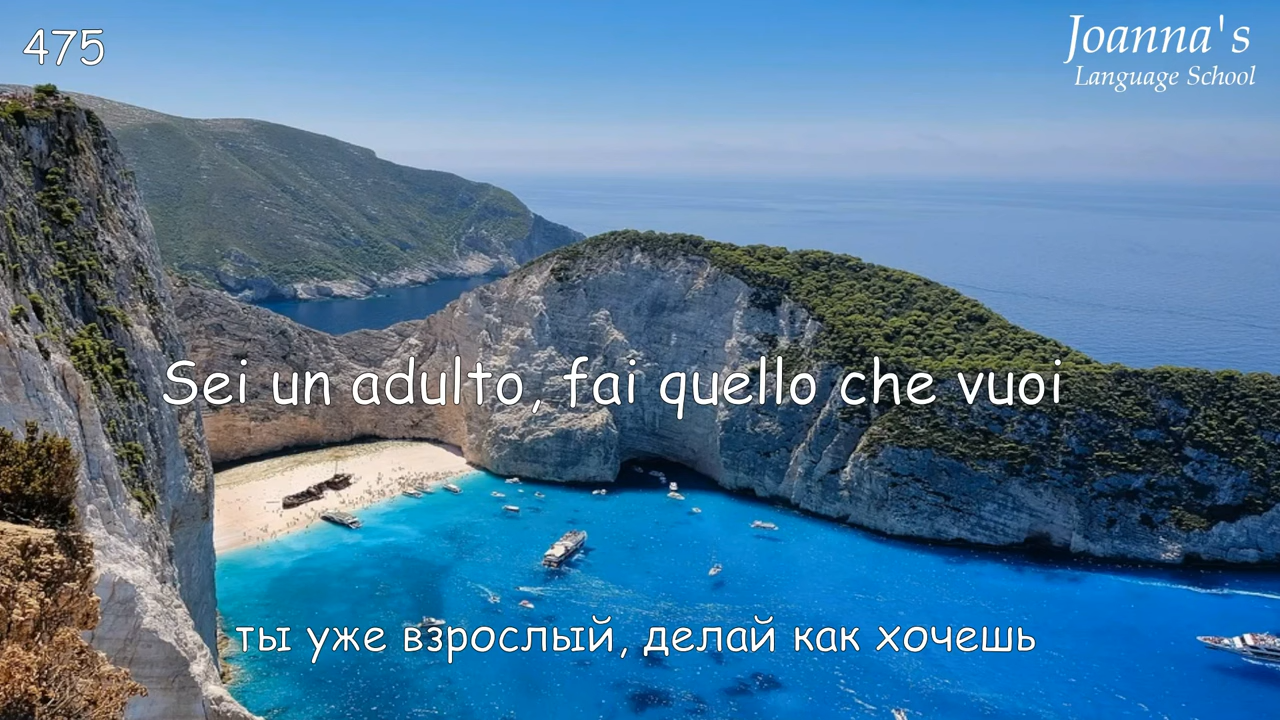 475
Joanna's
Language School
Sei un adulto, fai quello che vuoi
ты уже взрослый, делай как хочешь